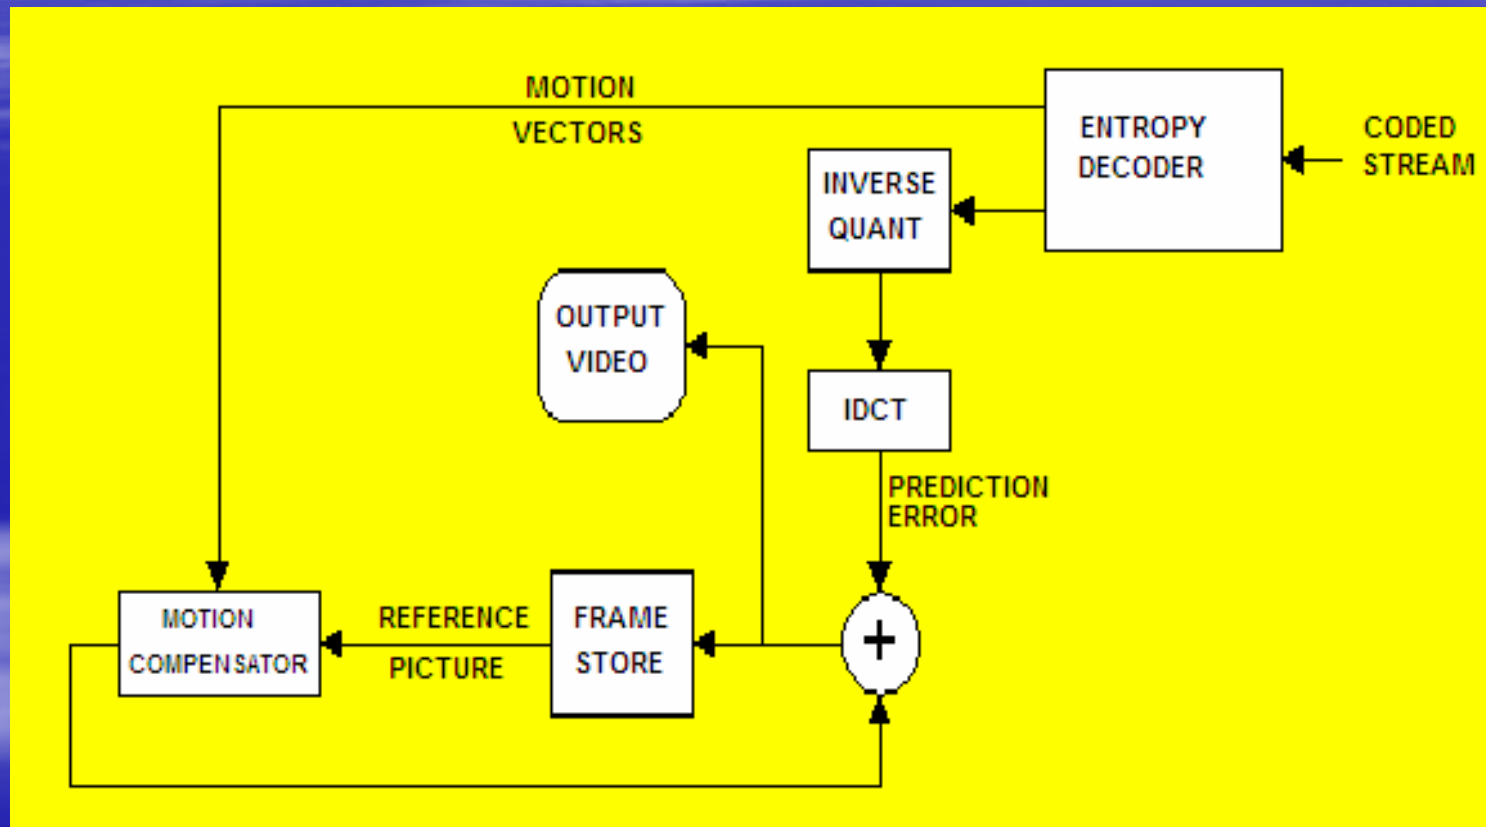 MOTION
VECTORS
ENTROPY
DECODER
CODED
STREAM
INVERSE
QUANT
OUTPUT
VIDEO
IDCT
PREDICTION
ERROR
MOTION
COMPENSATOR
REFERENCE
PICTURE
FRAME
STORE
+